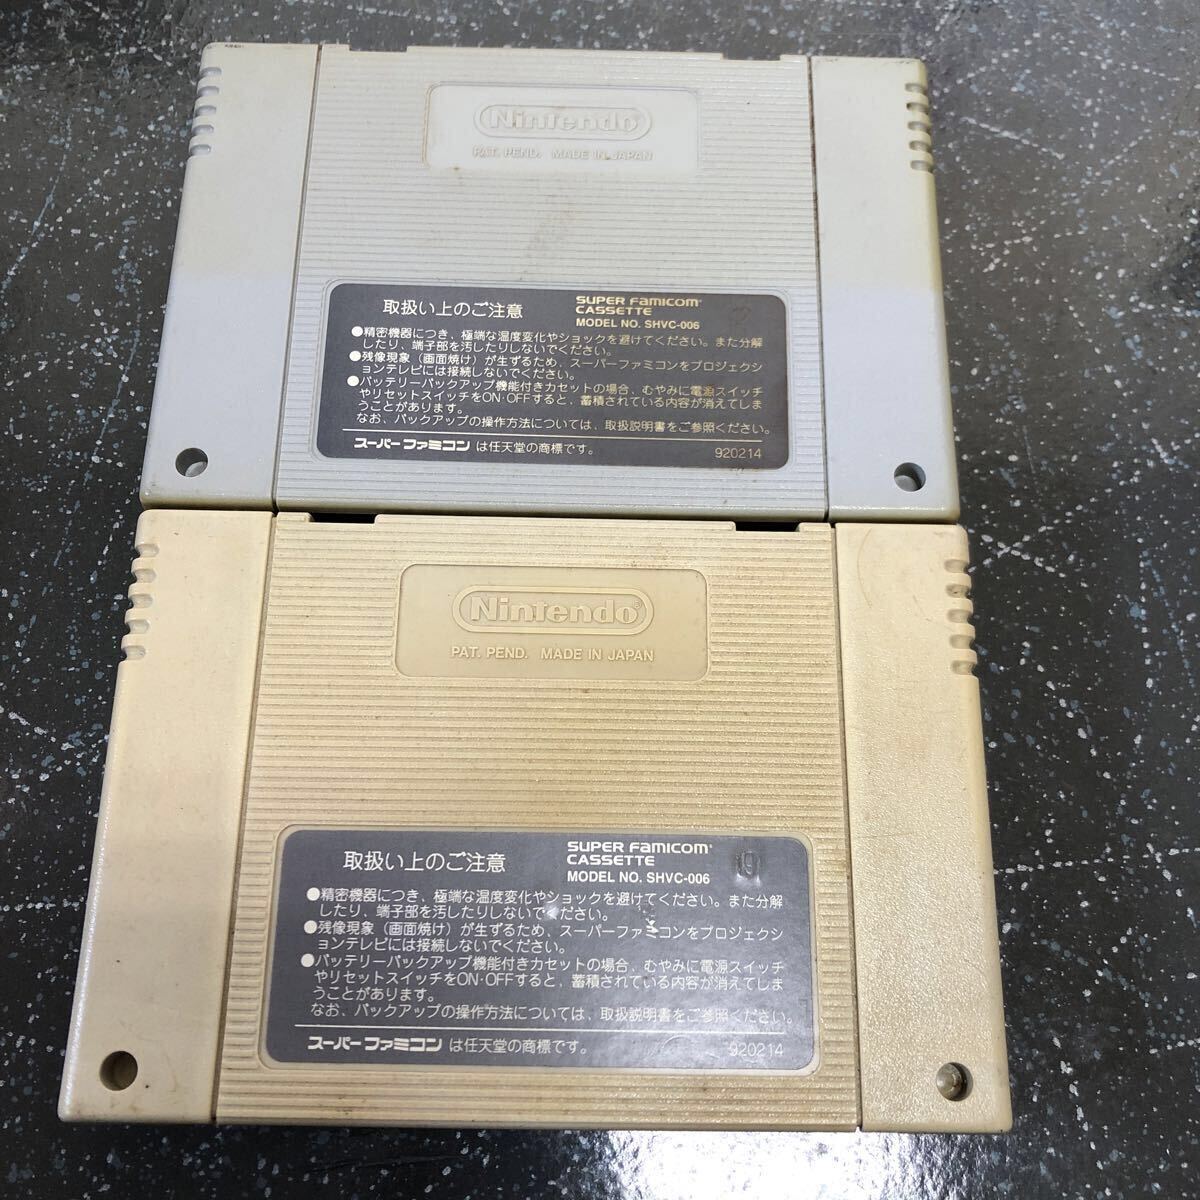 Nintendo®
PAT. PEND. MADE IN JAPAN
取扱い上のご注意
SUPER FAMICOM®
CASSETTE
MODEL NO. SHVC-006
●精密機器につき、極端な温度変化やショックを避けてください。また分解
したり、端子部を汚したりしないでください。
●残像現象（画面焼け）が生ずるため、スーパーファミコンをプロジェクシ
ョンテレビには接続しないでください。
●バッテリーバックアップ機能付きカセットの場合、むやみに電源スイッチ
やリセットスイッチをON·OFFすると、蓄積されている内容が消えてしま
うことがあります。
なお、バックアップの操作方法については、取扱説明書をご参照ください。
スーパーファミコン は任天堂の商標です。
920214
Nintendo®
PAT. PEND. MADE IN JAPAN
取扱い上のご注意
SUPER FAMICOM®
CASSETTE
MODEL NO. SHVC-006
19
●精密機器につき、極端な温度変化やショックを避けてください。また分解
したり、端子部を汚したりしないでください。
●残像現象（画面焼け）が生ずるため、スーパーファミコンをプロジェクシ
ョンテレビには接続しないでください。
●バッテリーバックアップ機能付きカセットの場合、むやみに電源スイッチ
やリセットスイッチをON·OFFすると、蓄積されている内容が消えてしま
うことがあります。
なお、バックアップの操作方法については、取扱説明書をご参照ください。
スーパーファミコン は任天堂の商標です。
920214